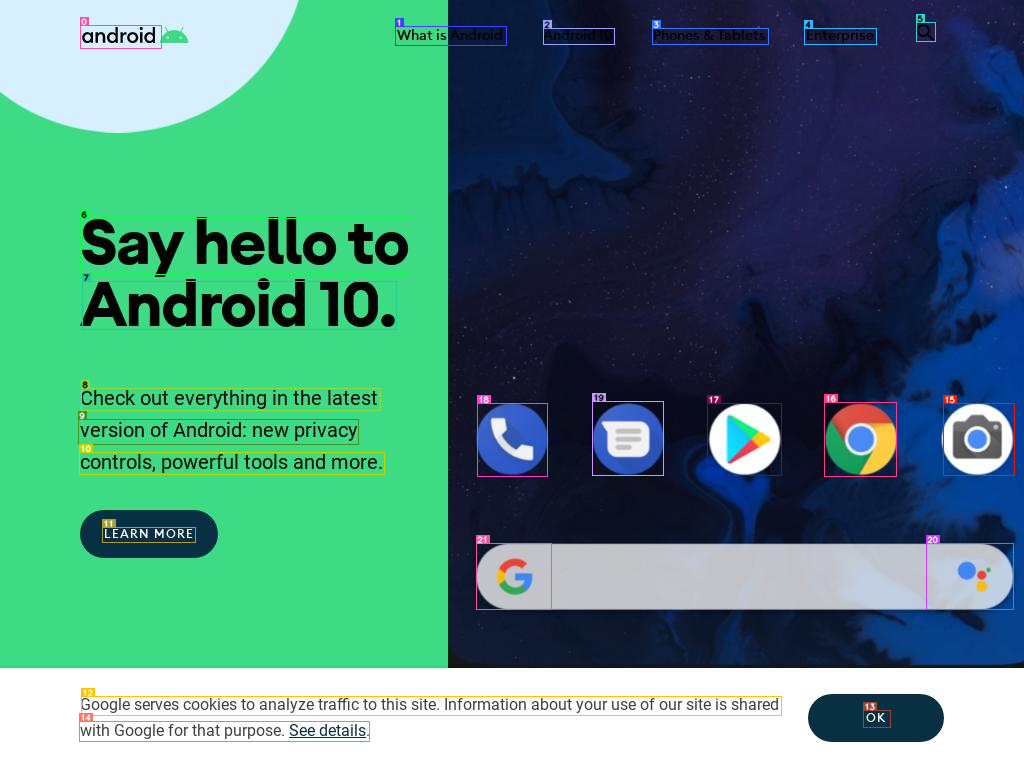 android
What is Android
Android 10
Phones & Tablets
Enterprise
Say hello to
Android 10.
Check out everything in the latest
version of Android: new privacy
controls, powerful tools and more.
LEARN MORE
Google serves cookies to analyze traffic to this site. Information about your use of our site is shared
with Google for that purpose. See details.
OK
0
1
2
3
4
5
6
7
8
9
10
11
12
13
14
15
16
17
18
19
20
21
G